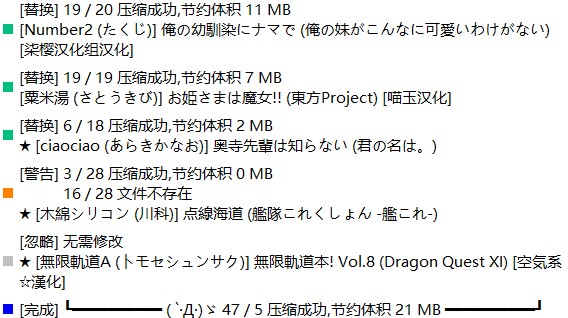 [替换] 19 / 20 压缩成功,节约体积 11 MB
[Number2 (たくじ)] 俺の幼馴染にナマで (俺の妹がこんなに可愛いわけがない)
[柒樱汉化组汉化]
[替换] 19 / 19 压缩成功,节约体积 7 MB
[粟米湯 (さとうきび)] お姫さまは魔女!! (東方Project) [喵玉汉化]
[替换] 6 / 18 压缩成功,节约体积 2 MB
★ [ciaociao (あらきかなお)] 奥寺先輩は知らない (君の名は。)
[警告] 3 / 28 压缩成功,节约体积 0 MB
16 / 28 文件不存在
★ [木綿シリコン (川科)] 点線海道 (艦隊これくしょん -艦これ-)
[忽略] 无需修改
★ [無限軌道A (トモセシュンサク)] 無限軌道本! Vol.8 (Dragon Quest XI) [空気系
☆漢化]
[完成] ┗━━━━━━━━━ ( `·Д·)ゞ 47 / 5 压缩成功,节约体积 21 MB ━━━━━━━━━┛